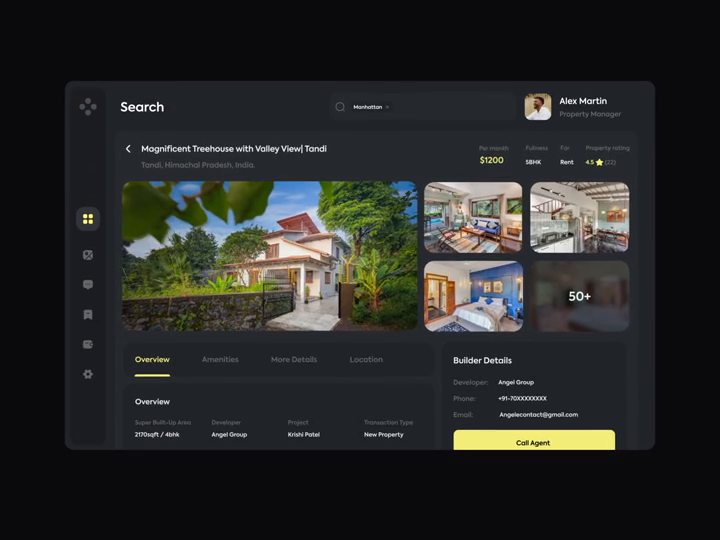 Search
Manhattan ×
Alex Martin
Property Manager
Magnificent Treehouse with Valley View| Tandi
Tandi, Himachal Pradesh, India.
Per month
$1200
Fullness
5BHK
For
Rent
Property rating
4.5 (22)
50+
Overview
Amenities
More Details
Location
Overview
Super Built-Up Area
2170sqft / 4bhk
Developer
Angel Group
Project
Krishi Patel
Transaction Type
New Property
Builder Details
Developer: Angel Group
Phone: +91-70XXXXXXXX
Email: Angelecontact@gmail.com
Call Agent